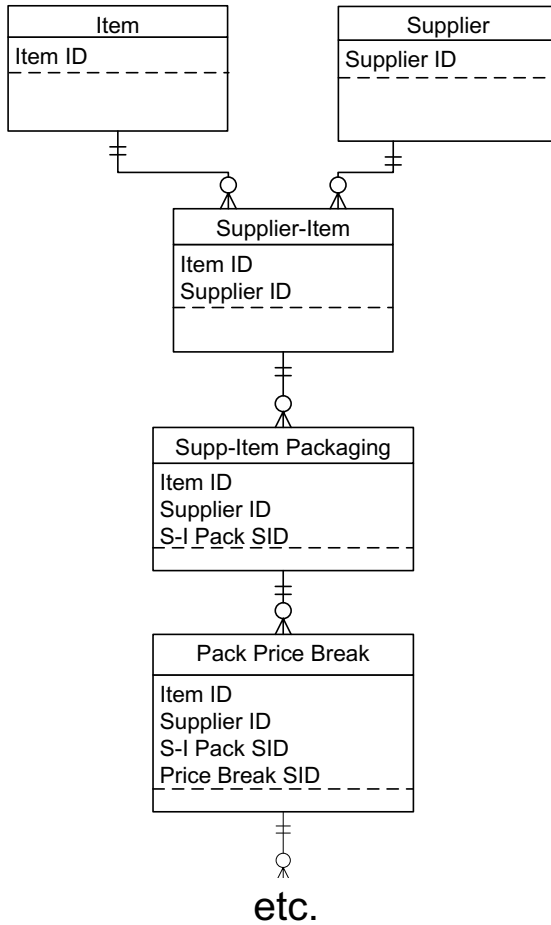 Item
Item ID
Supplier
Supplier ID
Supplier-Item
Item ID
Supplier ID
Supp-Item Packaging
Item ID
Supplier ID
S-I Pack SID
Pack Price Break
Item ID
Supplier ID
S-I Pack SID
Price Break SID
etc.